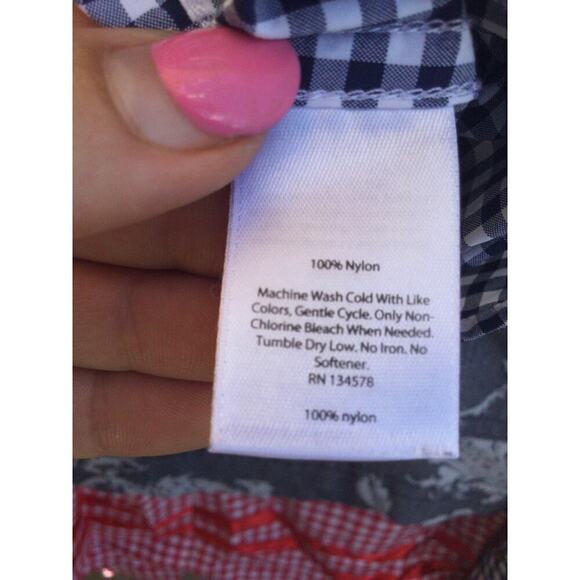 100% Nylon
Machine Wash Cold With Like
Colors, Gentle Cycle. Only Non-
Chlorine Bleach When Needed.
Tumble Dry Low. No Iron. No
Softener.
RN 134578
100% nylon